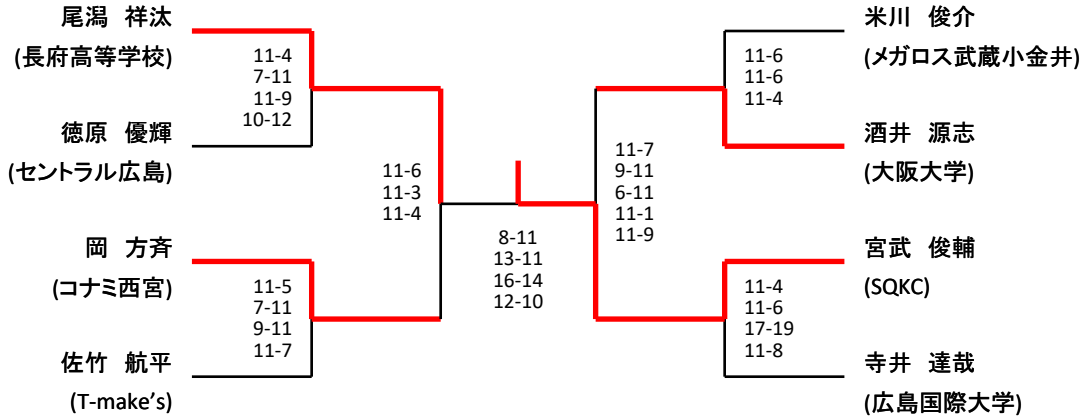 尾潟 祥汰
(長府高等学校)
徳原 優輝
(セントラル広島)
岡 方斉
(コナミ西宮)
佐竹 航平
(T-make's)
11-4
7-11
11-9
10-12
11-5
7-11
9-11
11-7
11-6
11-3
11-4
8-11
13-11
16-14
12-10
11-7
9-11
6-11
11-1
11-9
11-6
11-6
11-4
11-4
11-6
17-19
11-8
米川 俊介
(メガロス武蔵小金井)
酒井 源志
(大阪大学)
宮武 俊輔
(SQKC)
寺井 達哉
(広島国際大学)